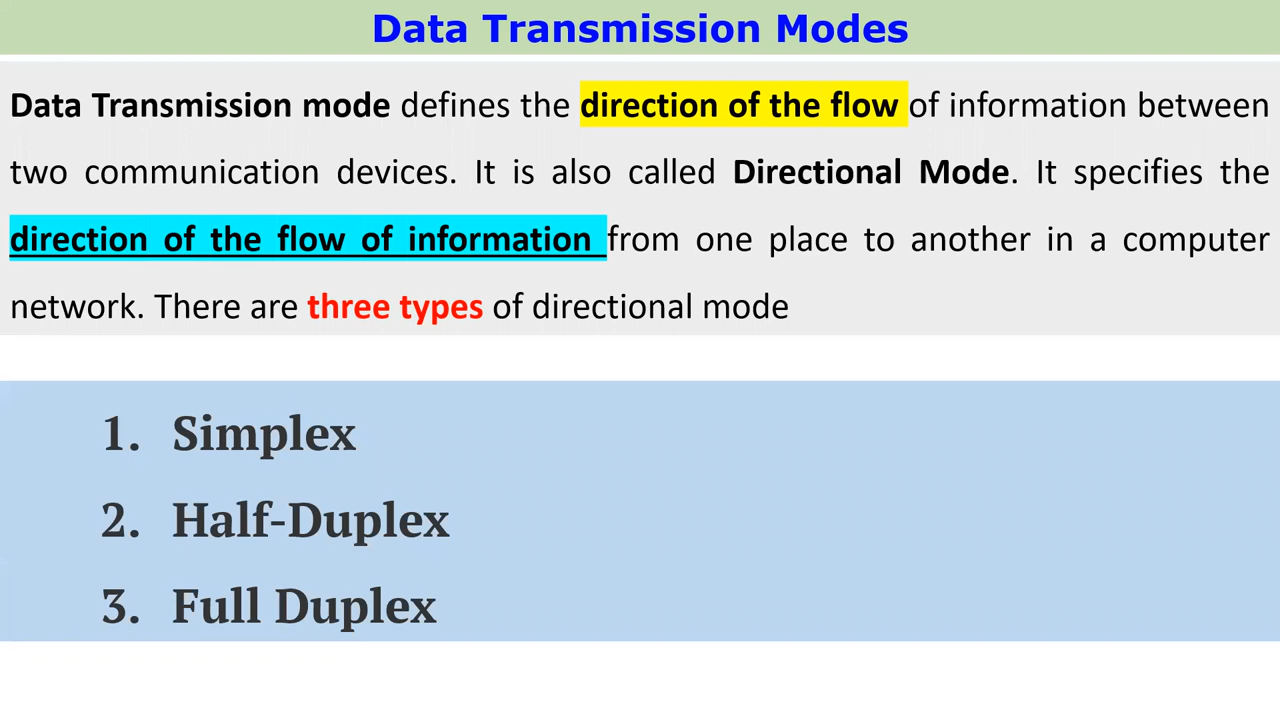 Data Transmission Modes
Data Transmission mode defines the direction of the flow of information between
two communication devices. It is also called Directional Mode. It specifies the
direction of the flow of information from one place to another in a computer
network. There are three types of directional mode
1. Simplex
2. Half-Duplex
3. Full Duplex